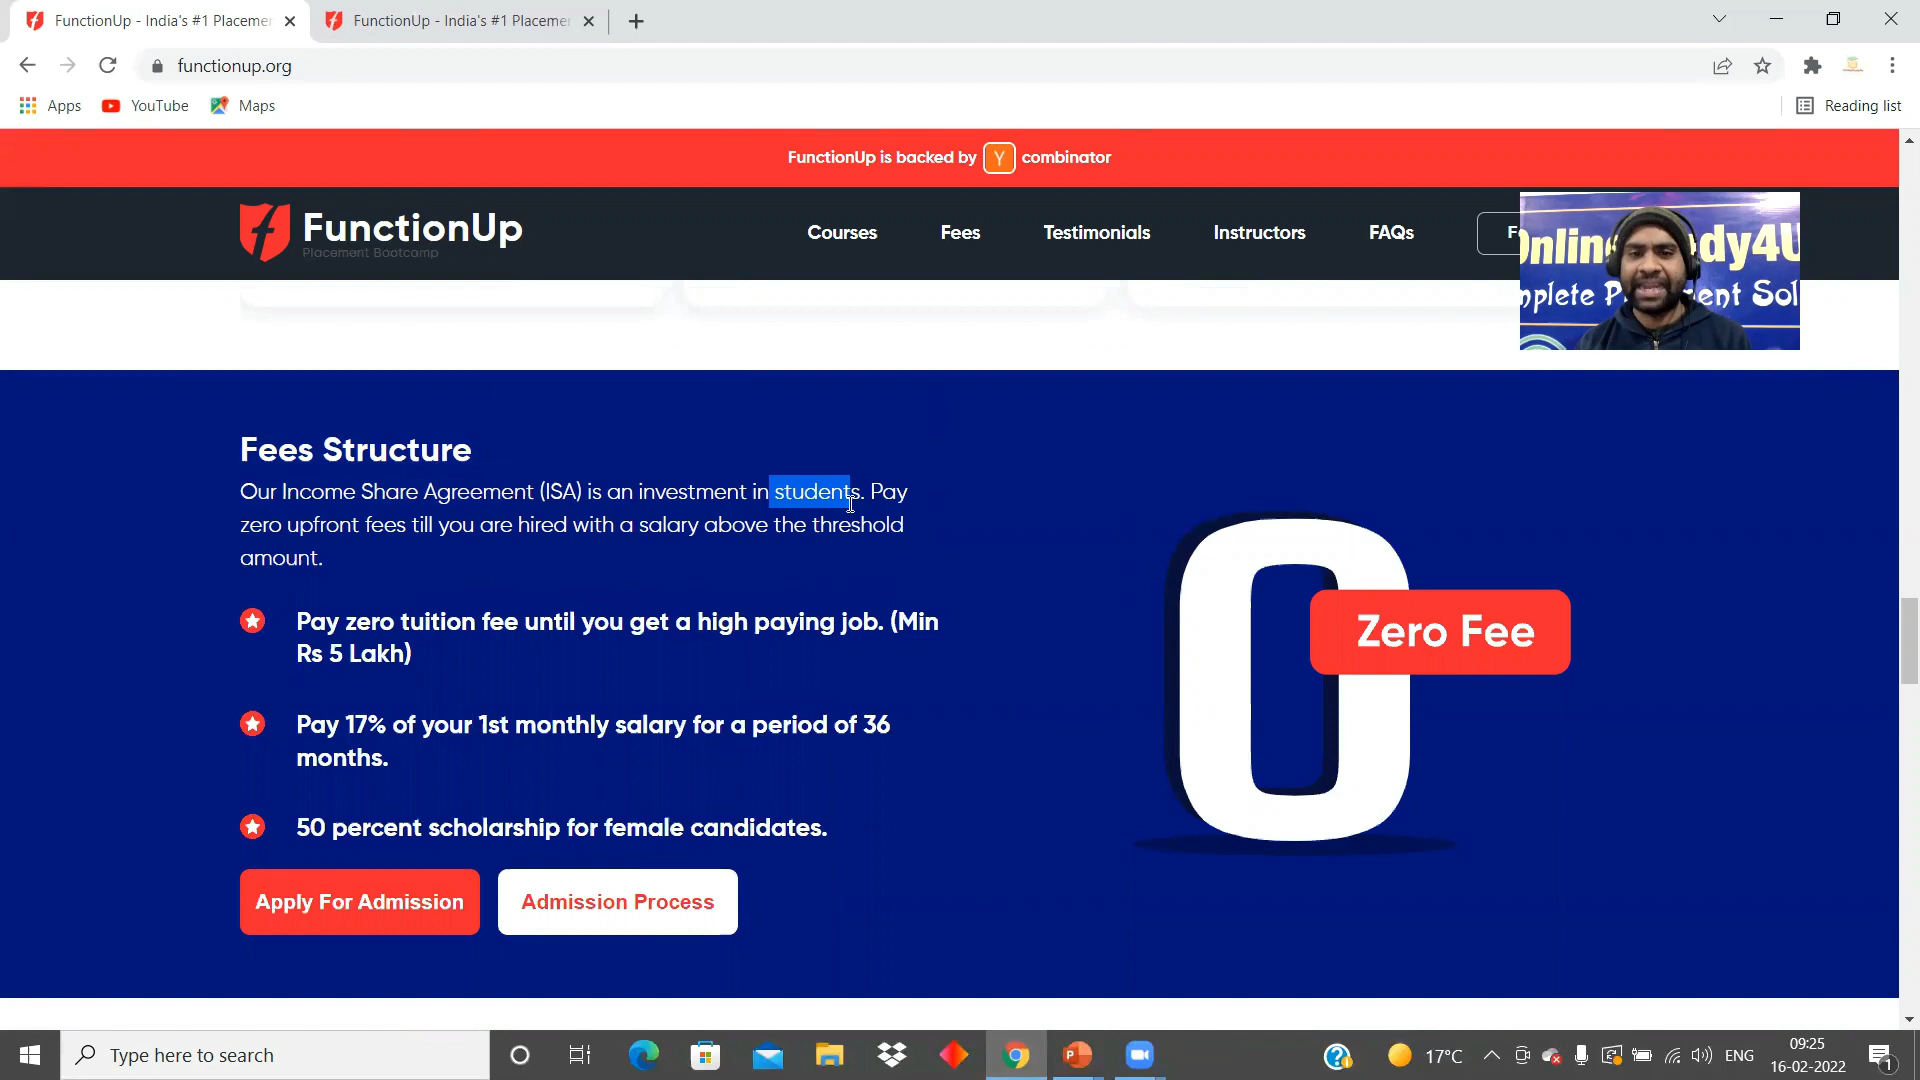 FunctionUp - India's #1 Placemen
FunctionUp - India's #1 Placemen
functionup.org
Apps
YouTube
Maps
Reading list
FunctionUp is backed by Y combinator
FunctionUp
Placement Bootcamp
Courses
Fees
Testimonials
Instructors
FAQs
Fees Structure
Our Income Share Agreement (ISA) is an investment in students. Pay
zero upfront fees till you are hired with a salary above the threshold
amount.
Pay zero tuition fee until you get a high paying job. (Min
Rs 5 Lakh)
Pay 17% of your 1st monthly salary for a period of 36
months.
50 percent scholarship for female candidates.
Apply For Admission
Admission Process
0
Zero Fee
Type here to search
17°C
ENG
09:25
16-02-2022
1